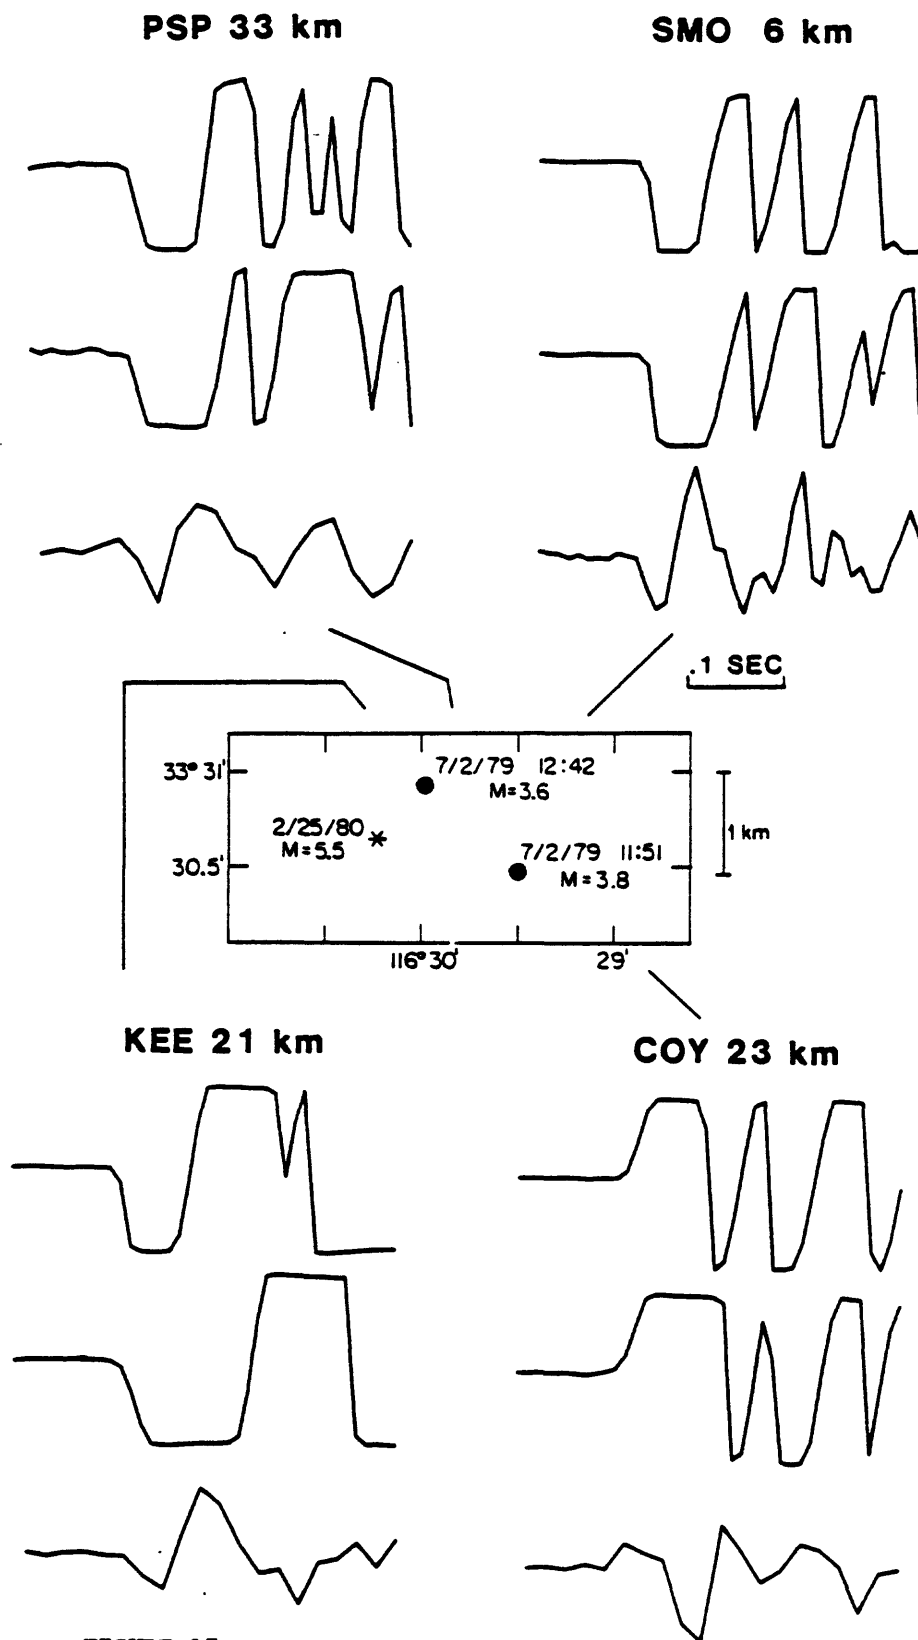 PSP 33 km
SMO 6 km
.1 SEC
33° 31'
7/2/79 12:42
M=3.6
2/25/80
M=5.5
1 km
30.5'
7/2/79 11:51
M=3.8
116° 30'
29'
KEE 21 km
COY 23 km